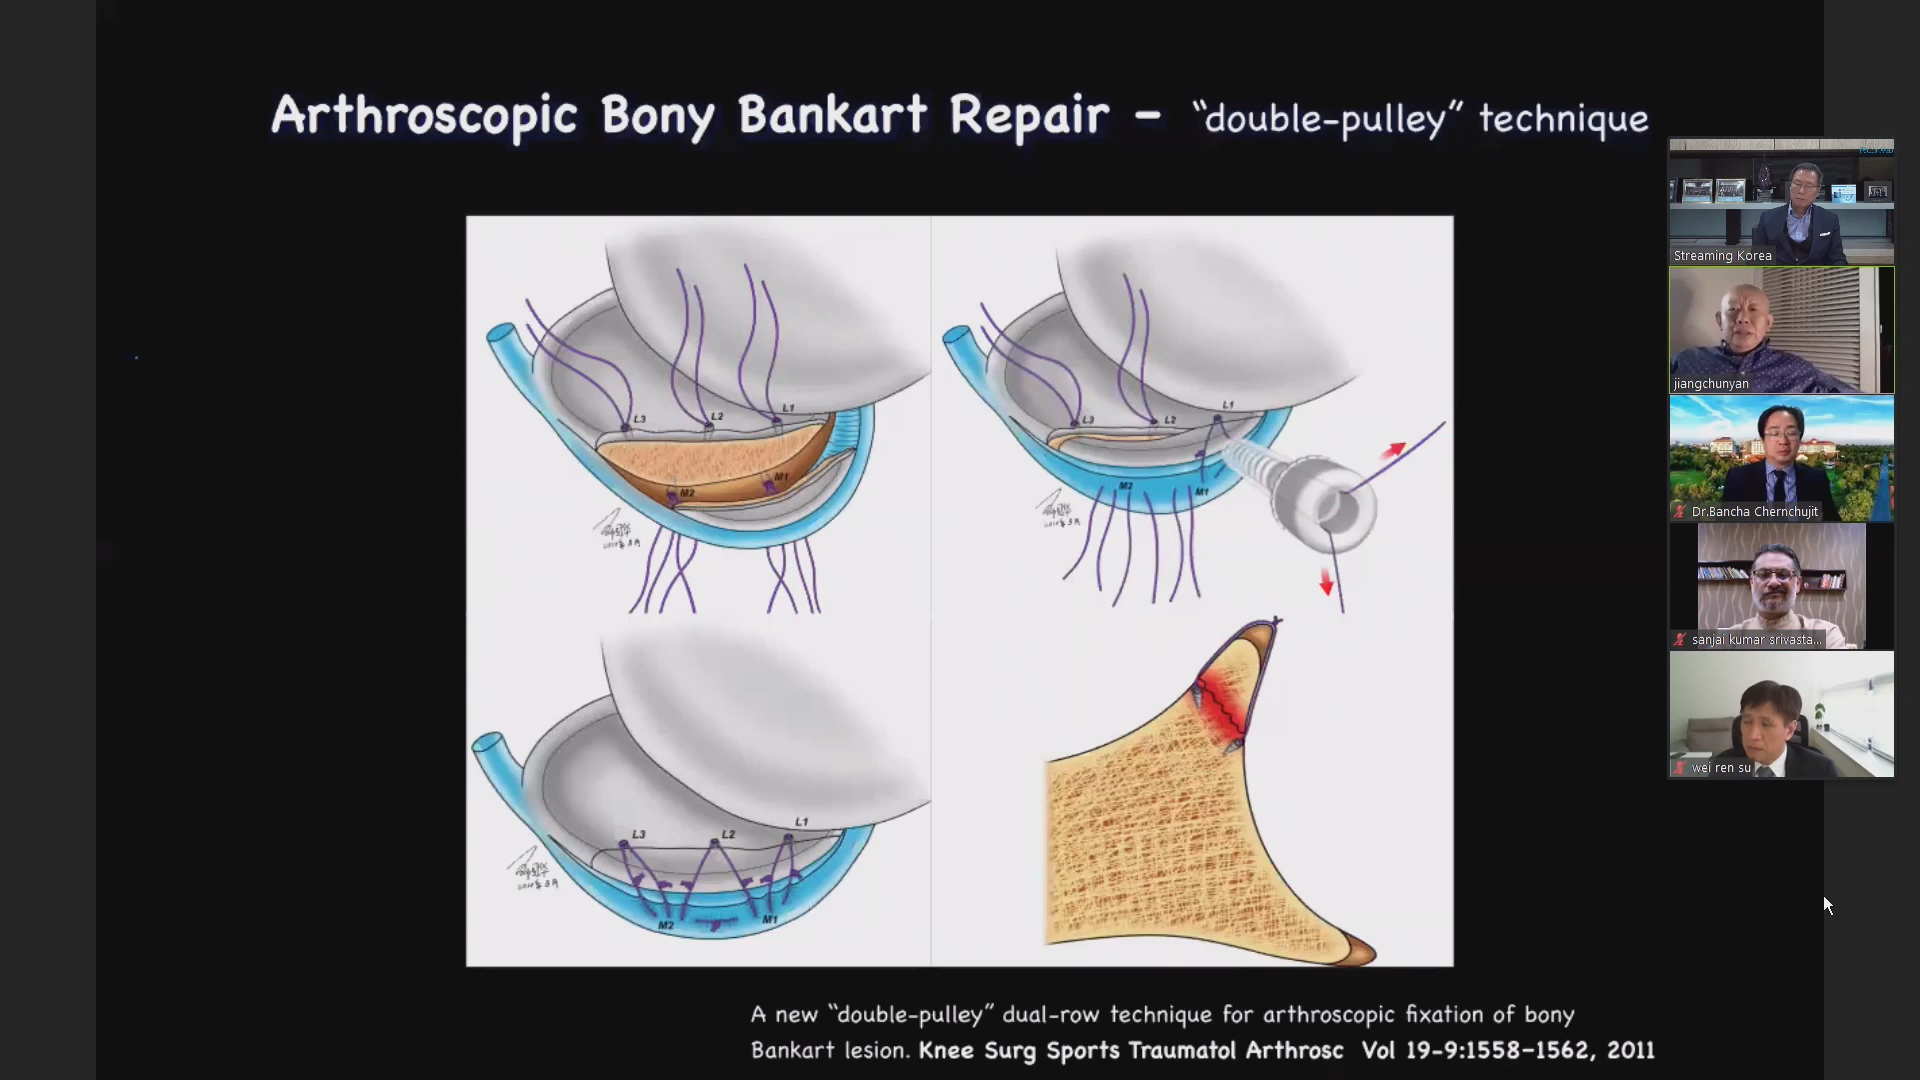 Arthroscopic Bony Bankart Repair – “double-pulley” technique
L3
L2
L1
M2
M1
L3
L2
L1
M2
M1
L3
L2
L1
M2
M1
A new “double-pulley” dual-row technique for arthroscopic fixation of bony
Bankart lesion. Knee Surg Sports Traumatol Arthrosc Vol 19-9:1558–1562, 2011
Streaming Korea
jiangchunyan
Dr.Bancha Chernchujit
sanjai kumar srivasta...
wei ren su